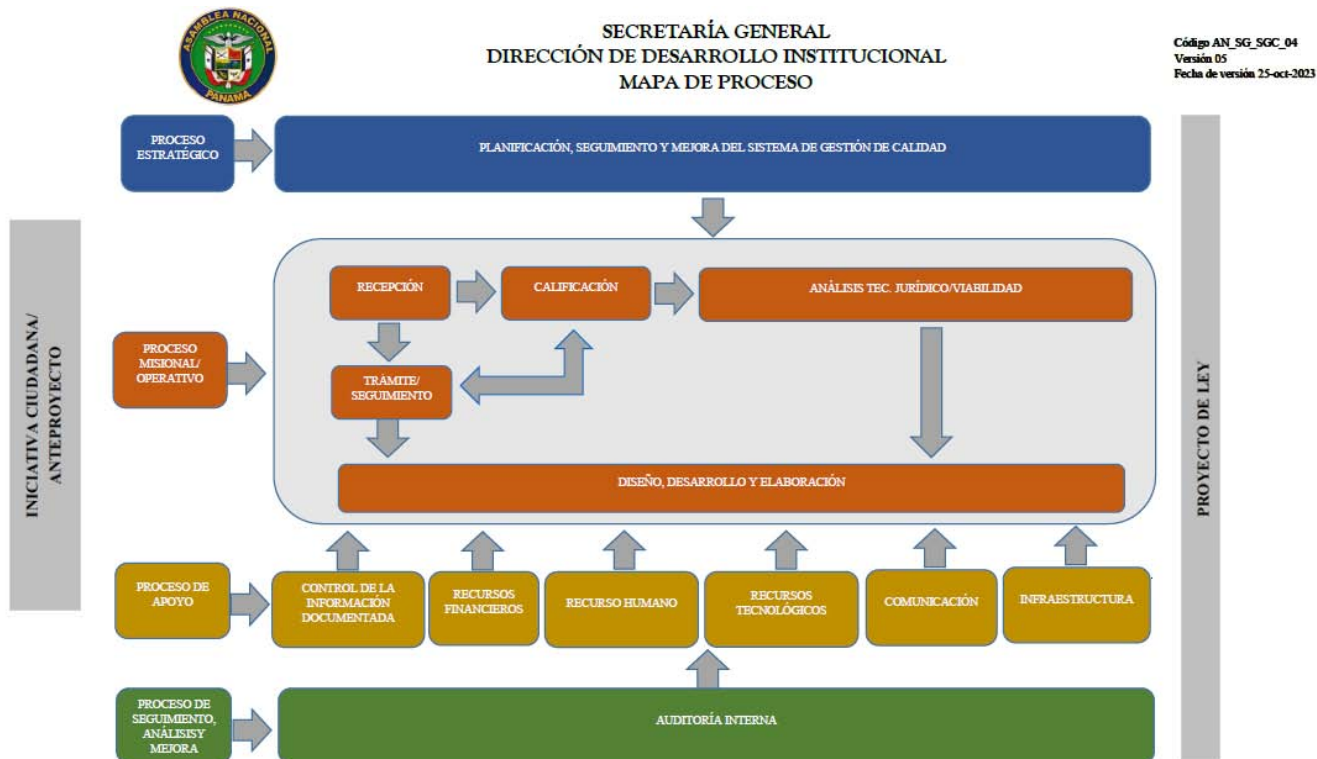 ASAMBLEA NACIONAL
PANAMA
SECRETARÍA GENERAL
DIRECCIÓN DE DESARROLLO INSTITUCIONAL
MAPA DE PROCESO
Código AN_SG_SGC_04
Versión 05
Fecha de versión 25-oct-2023
INICIATIVA CIUDADANA/
ANTEPROYECTO
PROCESO
ESTRATÉGICO
PLANIFICACIÓN, SEGUIMIENTO Y MEJORA DEL SISTEMA DE GESTIÓN DE CALIDAD
PROCESO
MISIONAL/
OPERATIVO
RECEPCIÓN
CALIFICACIÓN
ANÀLISIS TEC. JURÍDICO/VIABILIDAD
TRÁMITE/
SEGUIMIENTO
DISEÑO, DESARROLLO Y ELABORACIÓN
PROCESO DE
APOYO
CONTROL DE LA
INFORMACIÓN
DOCUMENTADA
RECURSOS
FINANCIEROS
RECURSO HUMANO
RECURSOS
TECNOLÓGICOS
COMUNICACIÓN
INFRAESTRUCTURA
PROCESO DE
SEGUIMIENTO,
ANÁLISISY
MEJORA
AUDITORÍA INTERNA
PROYECTO DE LEY